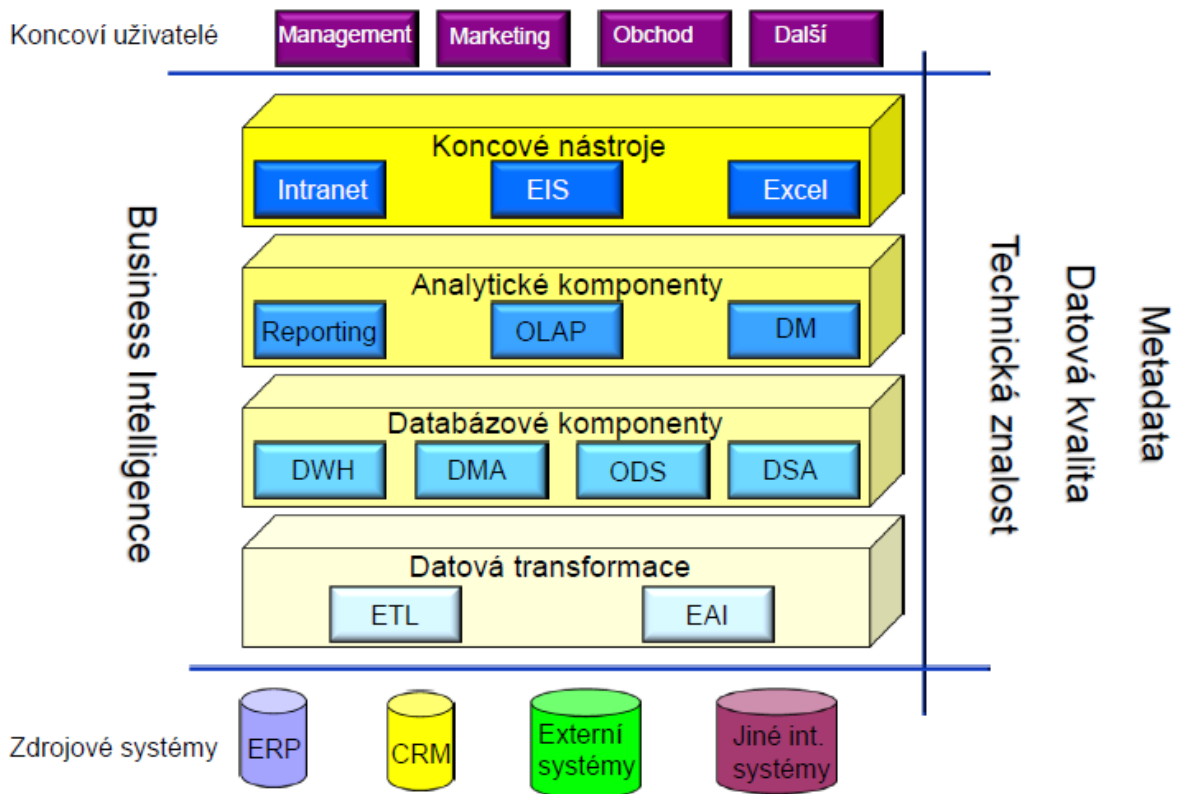 Koncoví uživatelé
Management
Marketing
Obchod
Další
Koncové nástroje
Intranet
EIS
Excel
Analytické komponenty
Reporting
OLAP
DM
Databázové komponenty
DWH
DMA
ODS
DSA
Datová transformace
ETL
EAI
Business Intelligence
Technická znalost
Datová kvalita
Metadata
Zdrojové systémy
ERP
CRM
Externí
systémy
Jiné int.
systémy